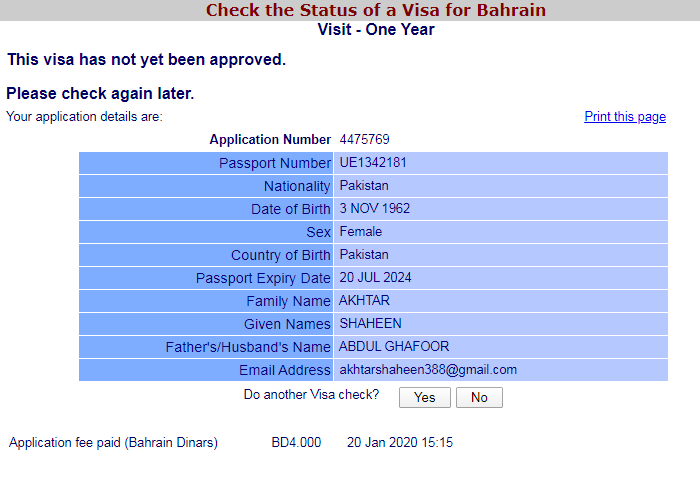 Check the Status of a Visa for Bahrain
Visit - One Year
This visa has not yet been approved.
Please check again later.
Your application details are: Print this page
Application Number 4475769
Passport Number UE1342181
Nationality Pakistan
Date of Birth 3 NOV 1962
Sex Female
Country of Birth Pakistan
Passport Expiry Date 20 JUL 2024
Family Name AKHTAR
Given Names SHAHEEN
Father's/Husband's Name ABDUL GHAFOOR
Email Address akhtarshaheen388@gmail.com
Do another Visa check? Yes No
Application fee paid (Bahrain Dinars) BD4.000 20 Jan 2020 15:15